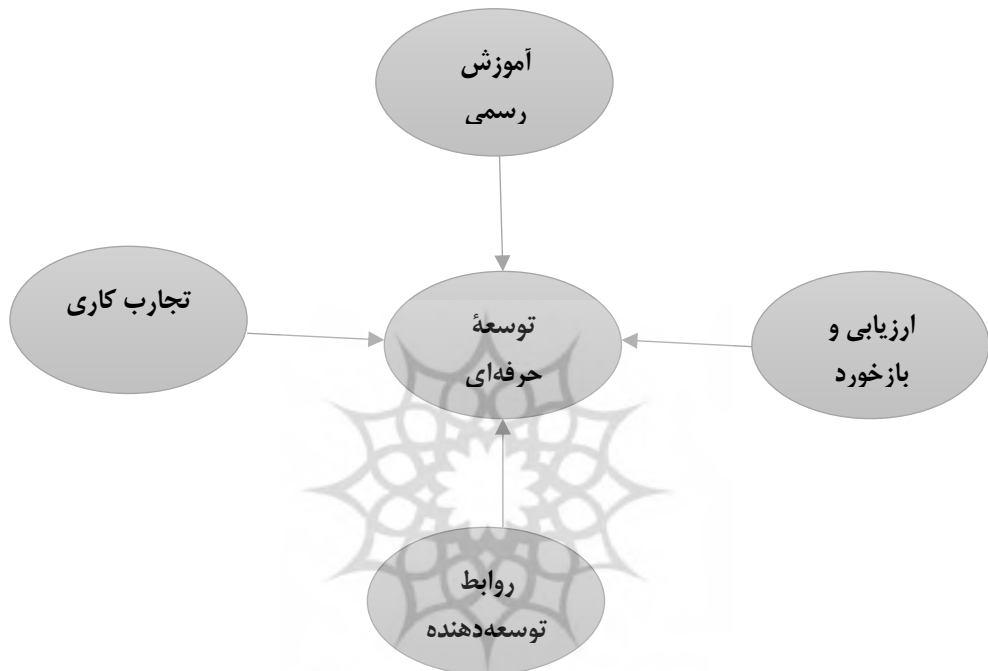 آموزش
رسمی
تجارب کاری
توسعهٔ
حرفه‌ای
ارزیابی و
بازخورد
روابط
توسعه‌دهنده